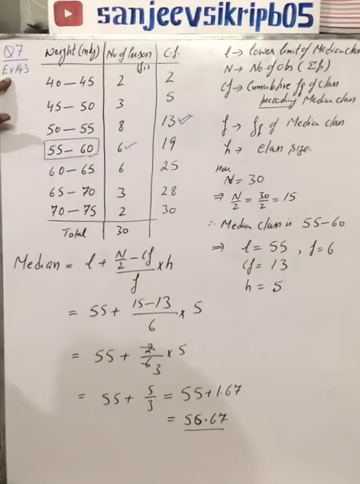 sanjeevsikripb05
Q7
Ex 14.3
Weight (in kg) No of Person (fi) C.f.
40 – 45 2 2
45 – 50 3 5
50 – 55 8 13 ✓
55 – 60 6 ✓ 19
60 – 65 6 25
65 – 70 3 28
70 – 75 2 30
Total 30
l → Lower limit of Median class
N → No of obs (Σf)
cf → Cumulative fq of class
preceding Median class
f → fq of Median class
h → class size.
Here
N = 30
⇒ N/2 = 30/2 = 15
∴ Median class is 55–60
⇒ l = 55 , f = 6
cf = 13
h = 5
Median = l + (N/2 – cf)/f × h
= 55 + (15–13)/6 × 5
= 55 + 2/6 3 × 5
= 55 + 5/3 = 55 + 1.67
= 56.67